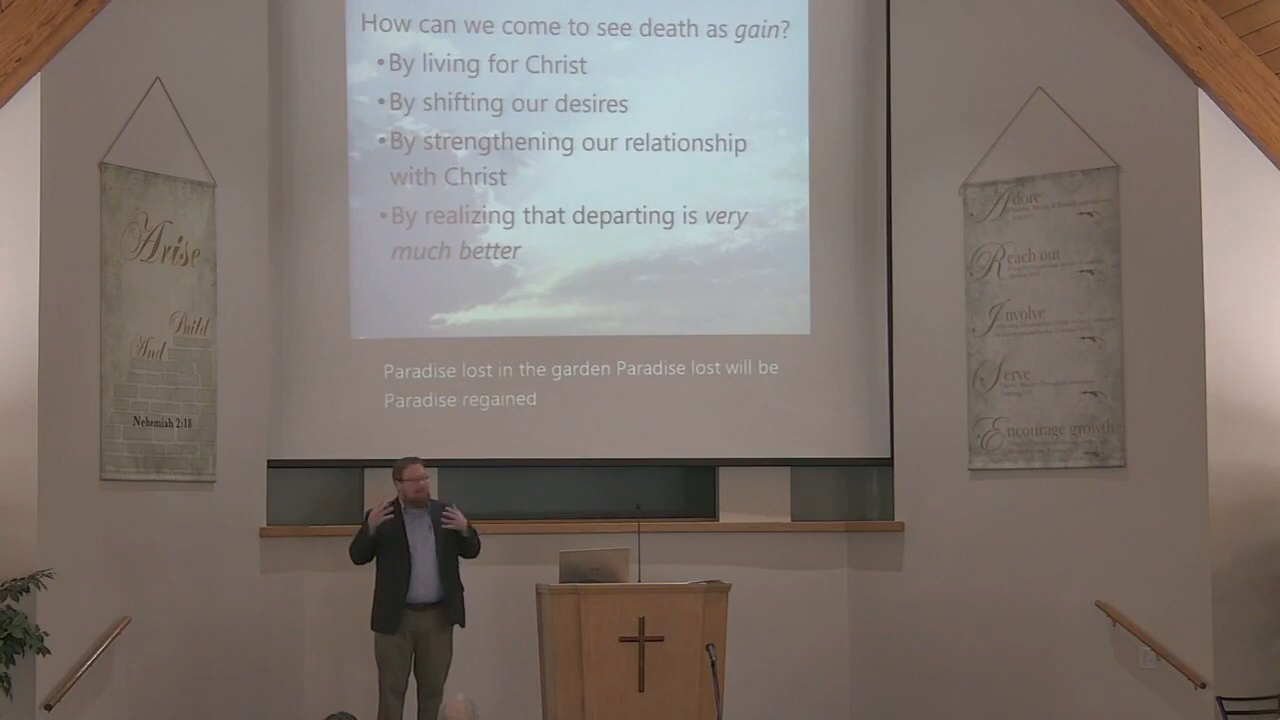 How can we come to see death as gain?
•By living for Christ
•By shifting our desires
•By strengthening our relationship
with Christ
•By realizing that departing is very
much better
Paradise lost in the garden Paradise lost will be
Paradise regained
Arise
And
Build
Nehemiah 2:18
Adore
Reach out
Involve
Serve
Encourage growth